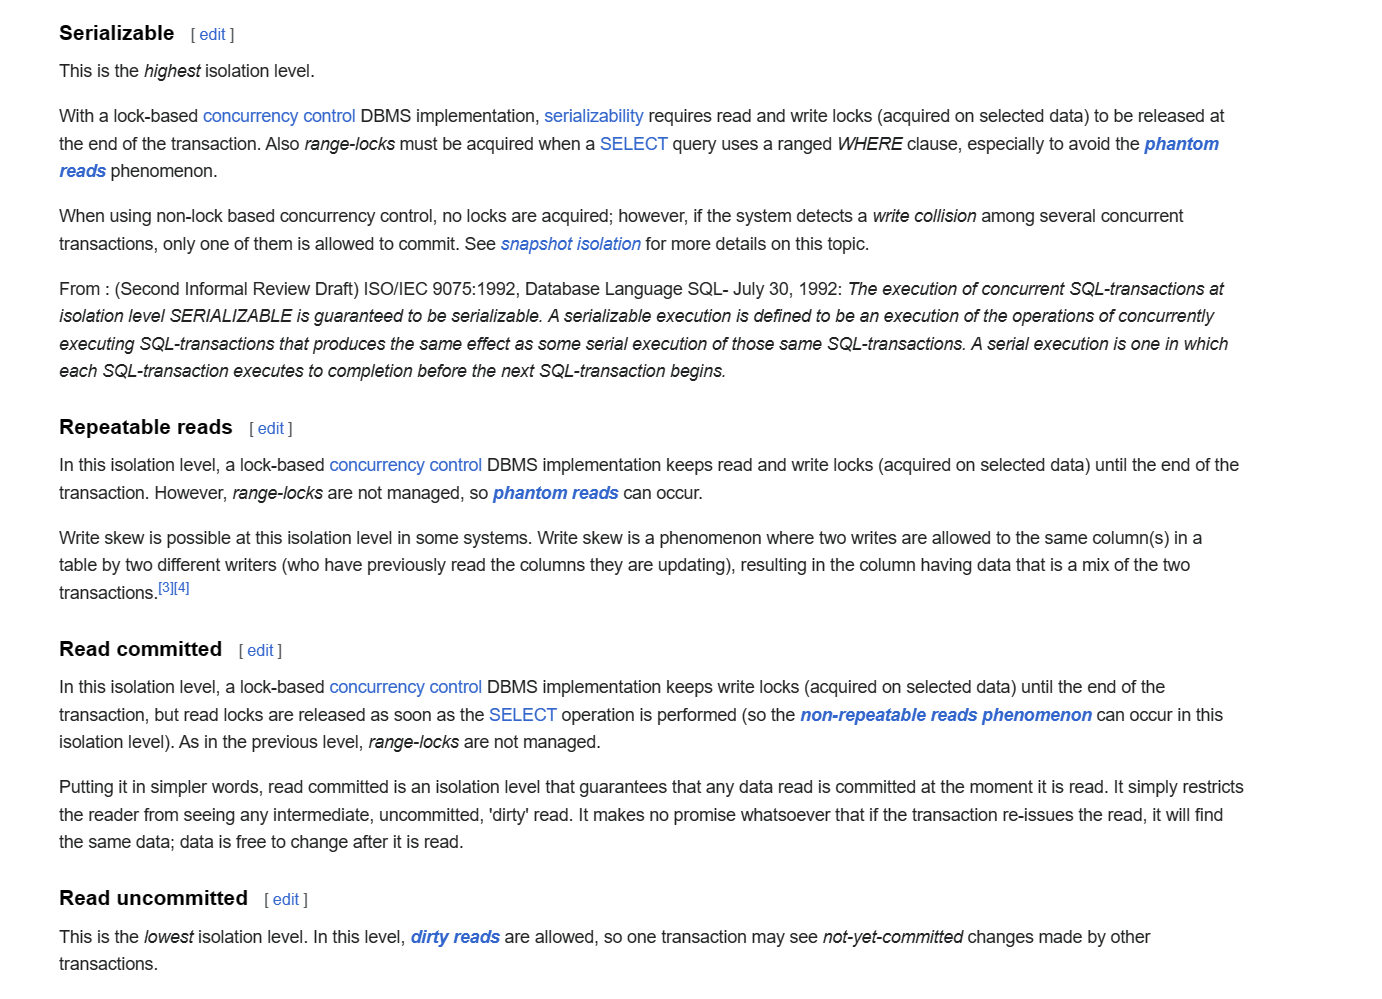 Serializable [ edit ]
This is the highest isolation level.
With a lock-based concurrency control DBMS implementation, serializability requires read and write locks (acquired on selected data) to be released at
the end of the transaction. Also range-locks must be acquired when a SELECT query uses a ranged WHERE clause, especially to avoid the phantom
reads phenomenon.
When using non-lock based concurrency control, no locks are acquired; however, if the system detects a write collision among several concurrent
transactions, only one of them is allowed to commit. See snapshot isolation for more details on this topic.
From : (Second Informal Review Draft) ISO/IEC 9075:1992, Database Language SQL- July 30, 1992: The execution of concurrent SQL-transactions at
isolation level SERIALIZABLE is guaranteed to be serializable. A serializable execution is defined to be an execution of the operations of concurrently
executing SQL-transactions that produces the same effect as some serial execution of those same SQL-transactions. A serial execution is one in which
each SQL-transaction executes to completion before the next SQL-transaction begins.
Repeatable reads [ edit ]
In this isolation level, a lock-based concurrency control DBMS implementation keeps read and write locks (acquired on selected data) until the end of the
transaction. However, range-locks are not managed, so phantom reads can occur.
Write skew is possible at this isolation level in some systems. Write skew is a phenomenon where two writes are allowed to the same column(s) in a
table by two different writers (who have previously read the columns they are updating), resulting in the column having data that is a mix of the two
transactions.[3][4]
Read committed [ edit ]
In this isolation level, a lock-based concurrency control DBMS implementation keeps write locks (acquired on selected data) until the end of the
transaction, but read locks are released as soon as the SELECT operation is performed (so the non-repeatable reads phenomenon can occur in this
isolation level). As in the previous level, range-locks are not managed.
Putting it in simpler words, read committed is an isolation level that guarantees that any data read is committed at the moment it is read. It simply restricts
the reader from seeing any intermediate, uncommitted, 'dirty' read. It makes no promise whatsoever that if the transaction re-issues the read, it will find
the same data; data is free to change after it is read.
Read uncommitted [ edit ]
This is the lowest isolation level. In this level, dirty reads are allowed, so one transaction may see not-yet-committed changes made by other
transactions.